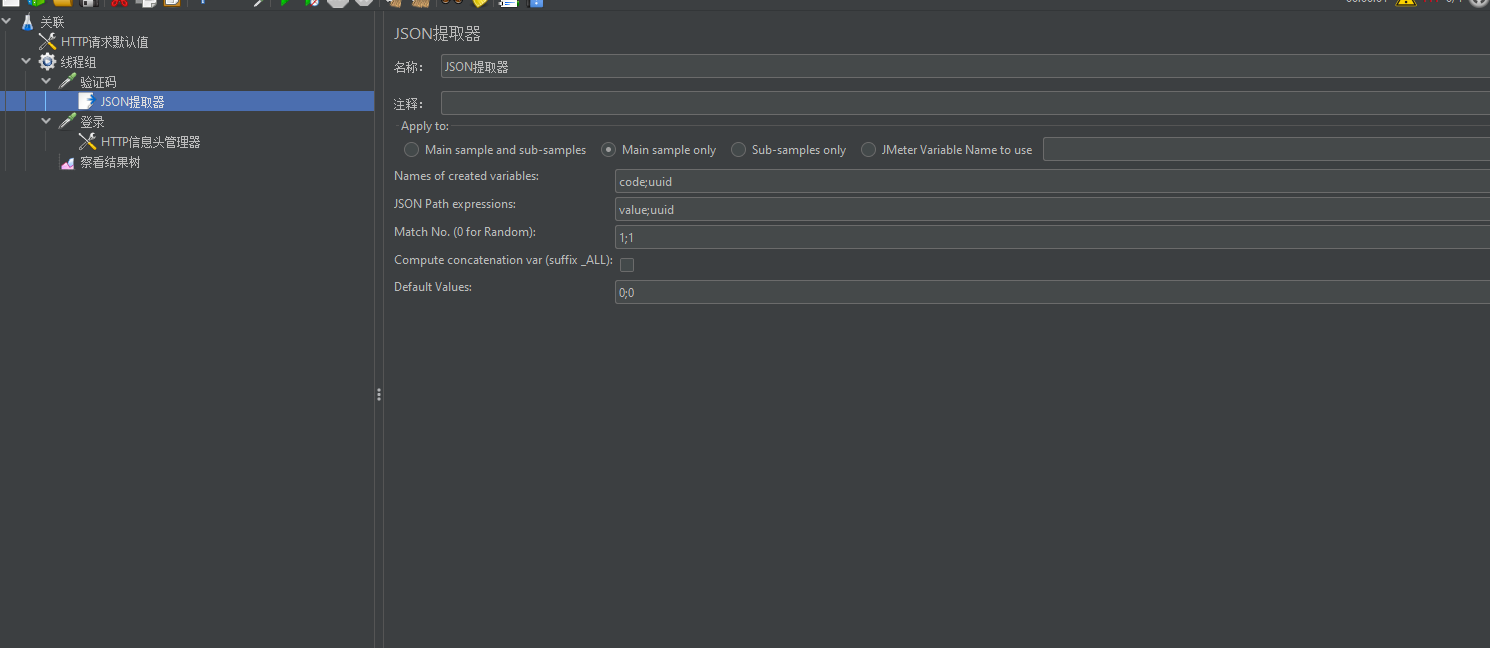 关联
HTTP请求默认值
线程组
验证码
JSON提取器
登录
HTTP信息头管理器
察看结果树
JSON提取器
名称：
JSON提取器
注释：
Apply to:
Main sample and sub-samples
Main sample only
Sub-samples only
JMeter Variable Name to use
Names of created variables:
code;uuid
JSON Path expressions:
value;uuid
Match No. (0 for Random):
1;1
Compute concatenation var (suffix _ALL):
Default Values:
0;0